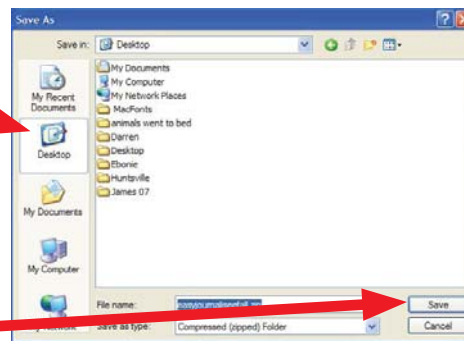 Save As
Save in: Desktop
My Documents
My Computer
My Network Places
MacFonts
animals went to bed
Darren
Desktop
Ebonie
Huntsville
James 07
My Recent
Documents
Desktop
My Documents
My Computer
File name:
Save
Save as type: Compressed (zipped) Folder
Cancel